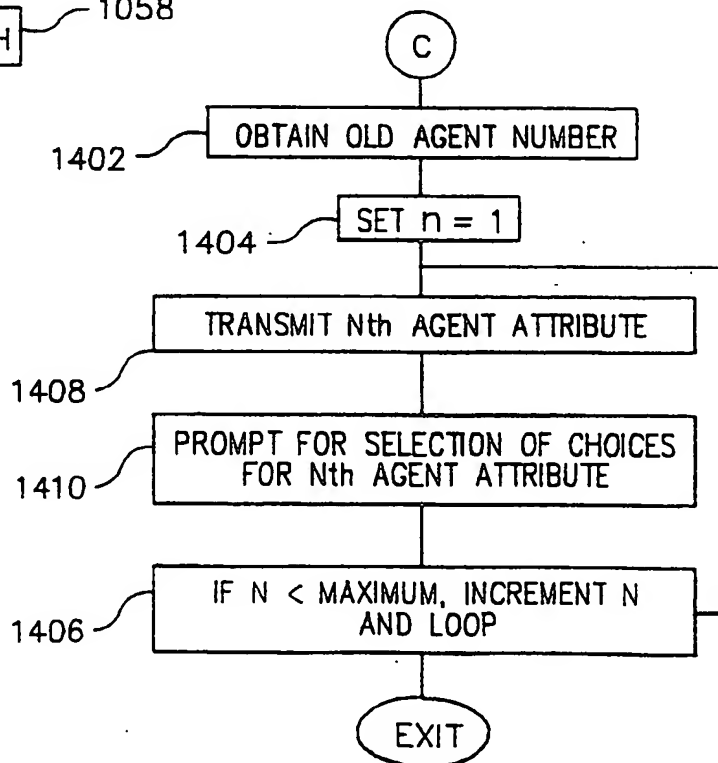 H
1058
C
1402
OBTAIN OLD AGENT NUMBER
1404
SET n = 1
TRANSMIT Nth AGENT ATTRIBUTE
1408
PROMPT FOR SELECTION OF CHOICES
FOR Nth AGENT ATTRIBUTE
1410
IF N < MAXIMUM, INCREMENT N
AND LOOP
1406
EXIT